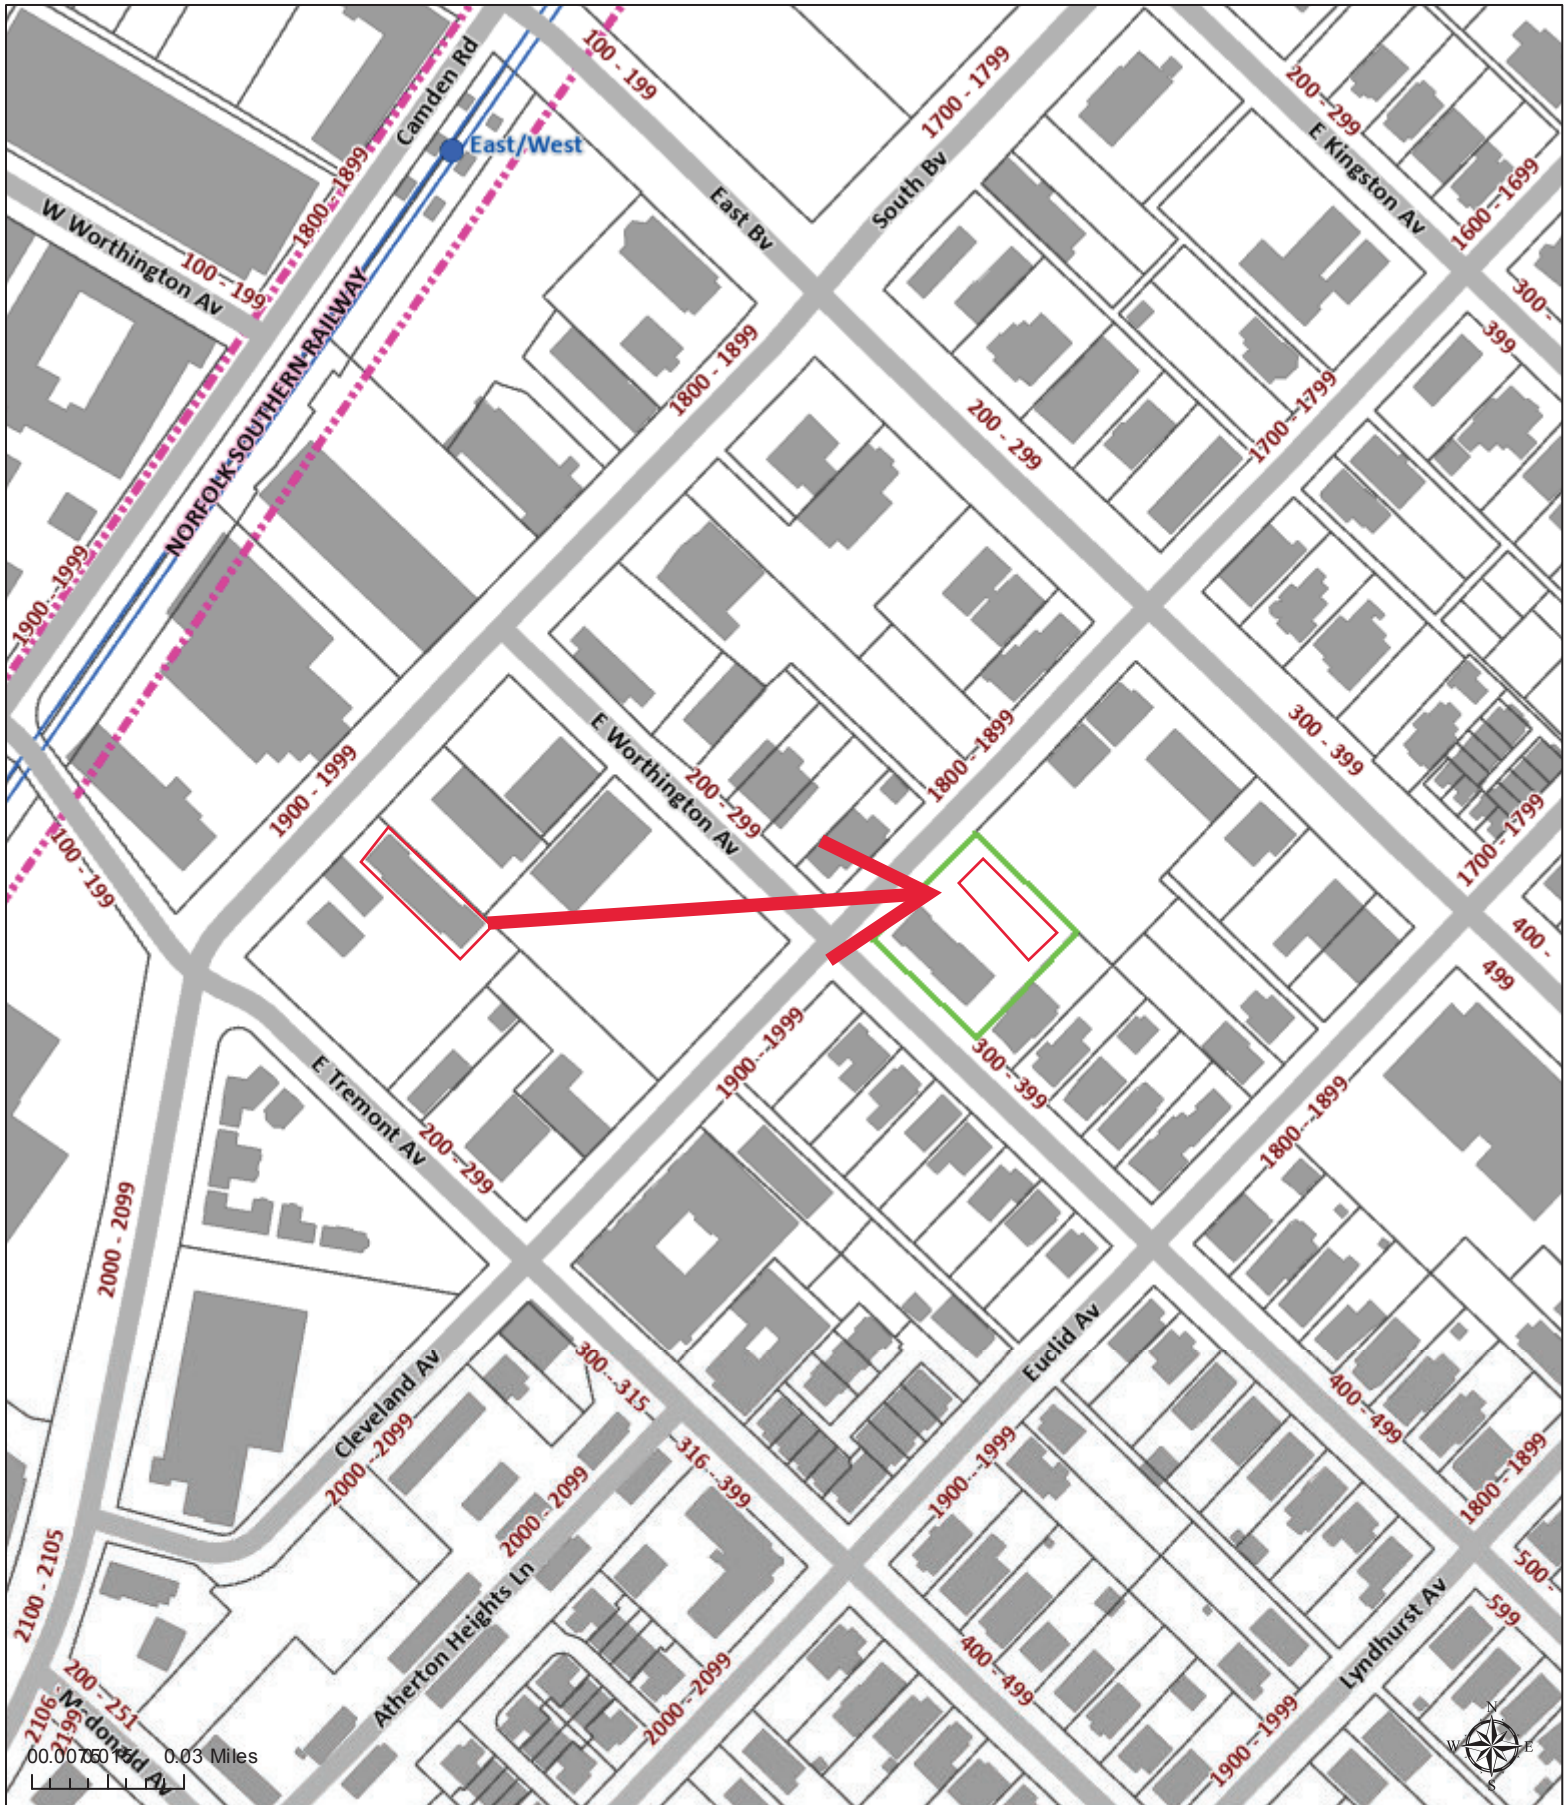 100 - 199
Camden Rd
East/West
1700 - 1799
200 - 299
E Kingston Av
1800 - 1899
South Bv
1600 - 1699
W Worthington Av
East Bv
100 - 199
300 -
399
NORFOLK SOUTHERN RAILWAY
1800 - 1899
1700 - 1799
200 - 299
1900 - 1999
E Worthington Av
1800 - 1899
300 - 399
1900 - 1999
200 - 299
1700 - 1799
100 - 199
400 -
499
E Tremont Av
1900 - 1999
300 - 399
1800 - 1899
200 - 299
2000 - 2099
Euclid Av
300 - 315
Cleveland Av
400 - 499
2000 - 2099
316 - 399
1900 - 1999
1800 - 1899
2000 - 2099
2100 - 2105
500 -
599
Atherton Heights Ln
Lyndhurst Av
400 - 499
200 - 251
2000 - 2099
2106 -
2199
Mcdonald Av
1900 - 1999
0.03 Miles
N
W E
S